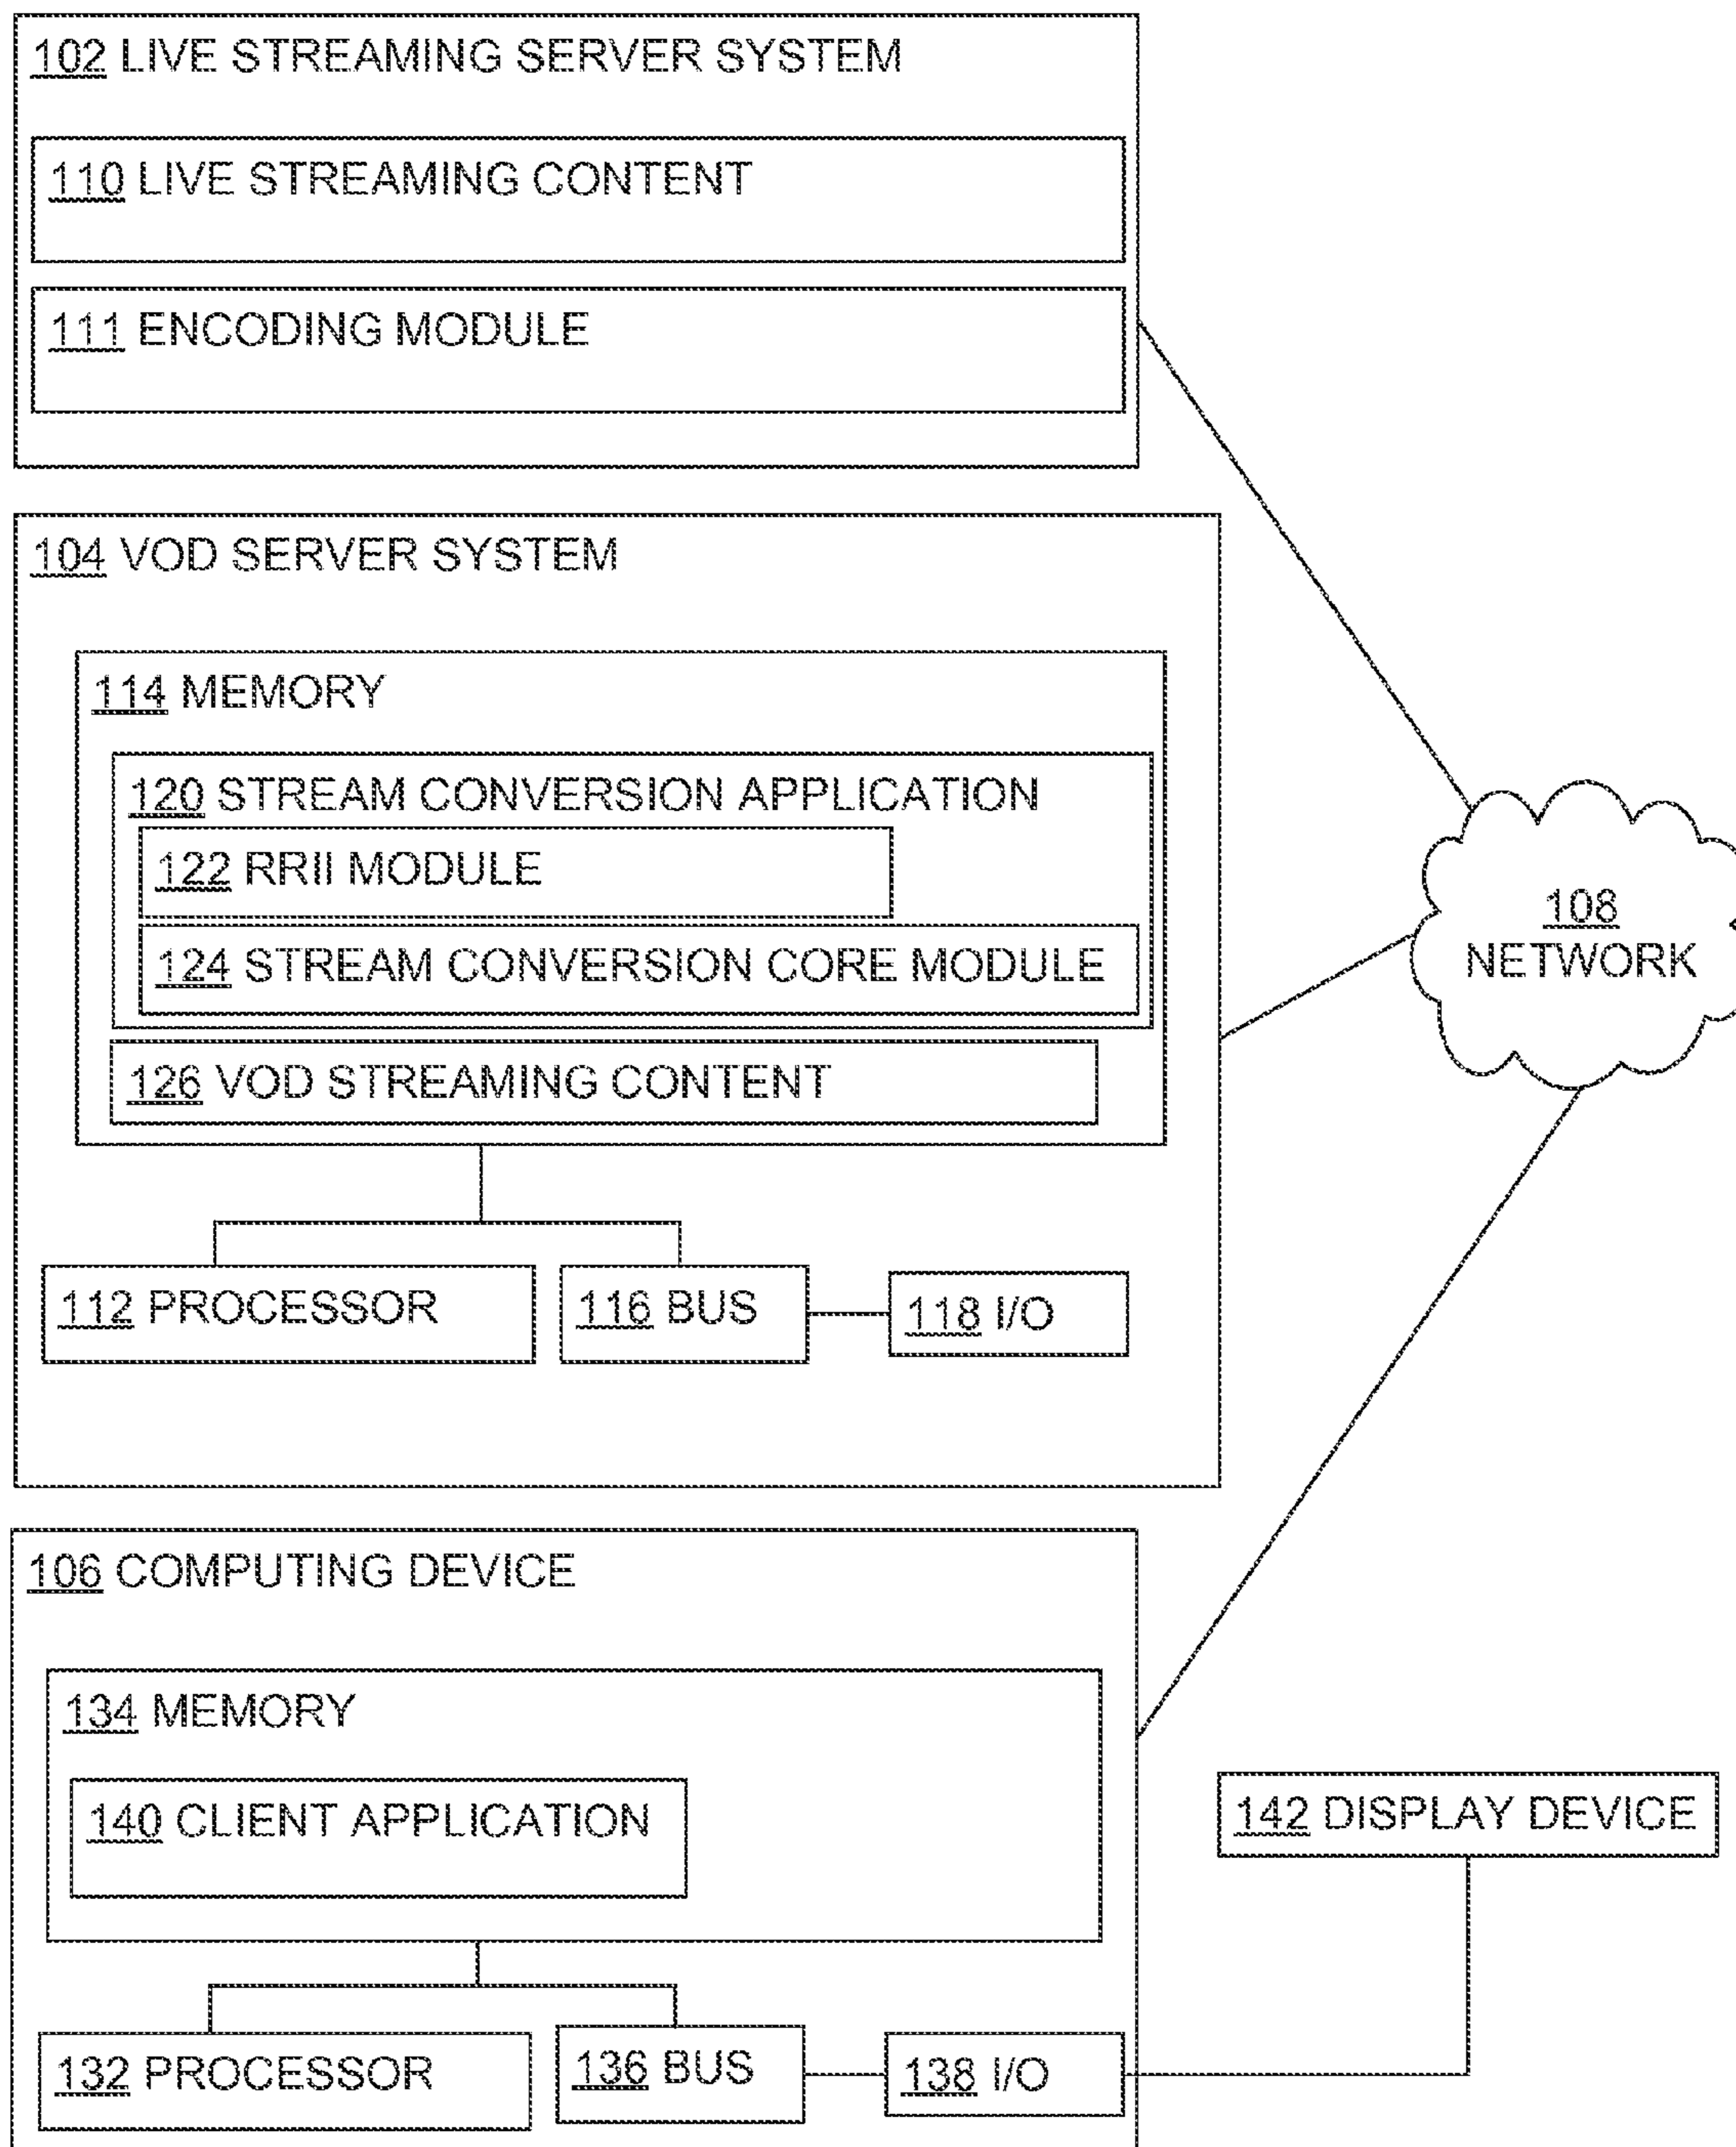 102 LIVE STREAMING SERVER SYSTEM
110 LIVE STREAMING CONTENT
111 ENCODING MODULE
104 VOD SERVER SYSTEM
114 MEMORY
120 STREAM CONVERSION APPLICATION
122 RRII MODULE
124 STREAM CONVERSION CORE MODULE
126 VOD STREAMING CONTENT
112 PROCESSOR
116 BUS
118 I/O
108
NETWORK
106 COMPUTING DEVICE
134 MEMORY
140 CLIENT APPLICATION
132 PROCESSOR
136 BUS
138 I/O
142 DISPLAY DEVICE